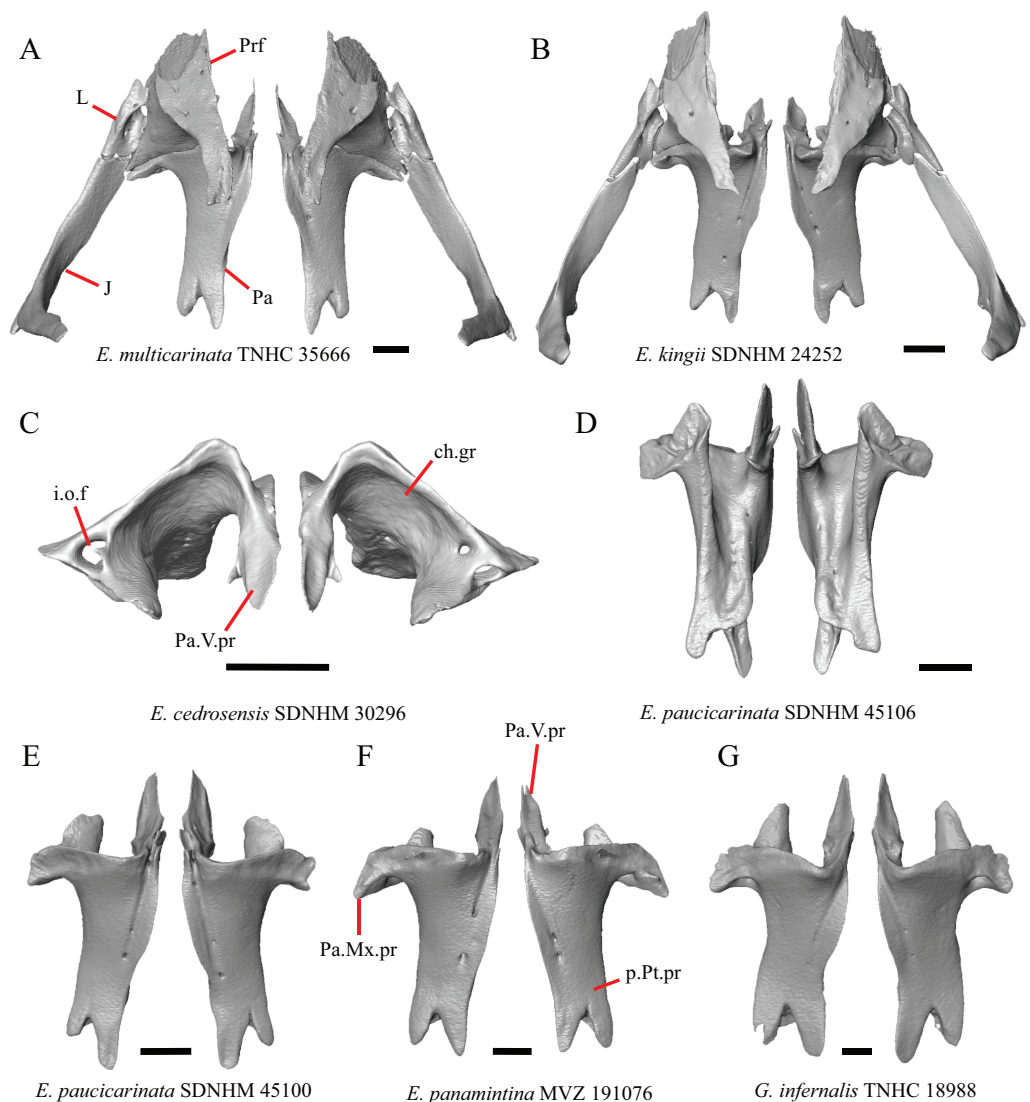 A
B
Prf
L
J
Pa
E. multicarinata TNHC 35666
E. kingii SDNHM 24252
C
D
ch.gr
i.o.f
Pa.V.pr
E. cedrosensis SDNHM 30296
E. paucicarinata SDNHM 45106
Pa.V.pr
E
F
G
Pa.Mx.pr
p.Pt.pr
E. paucicarinata SDNHM 45100
E. panamintina MVZ 191076
G. infernalis TNHC 18988